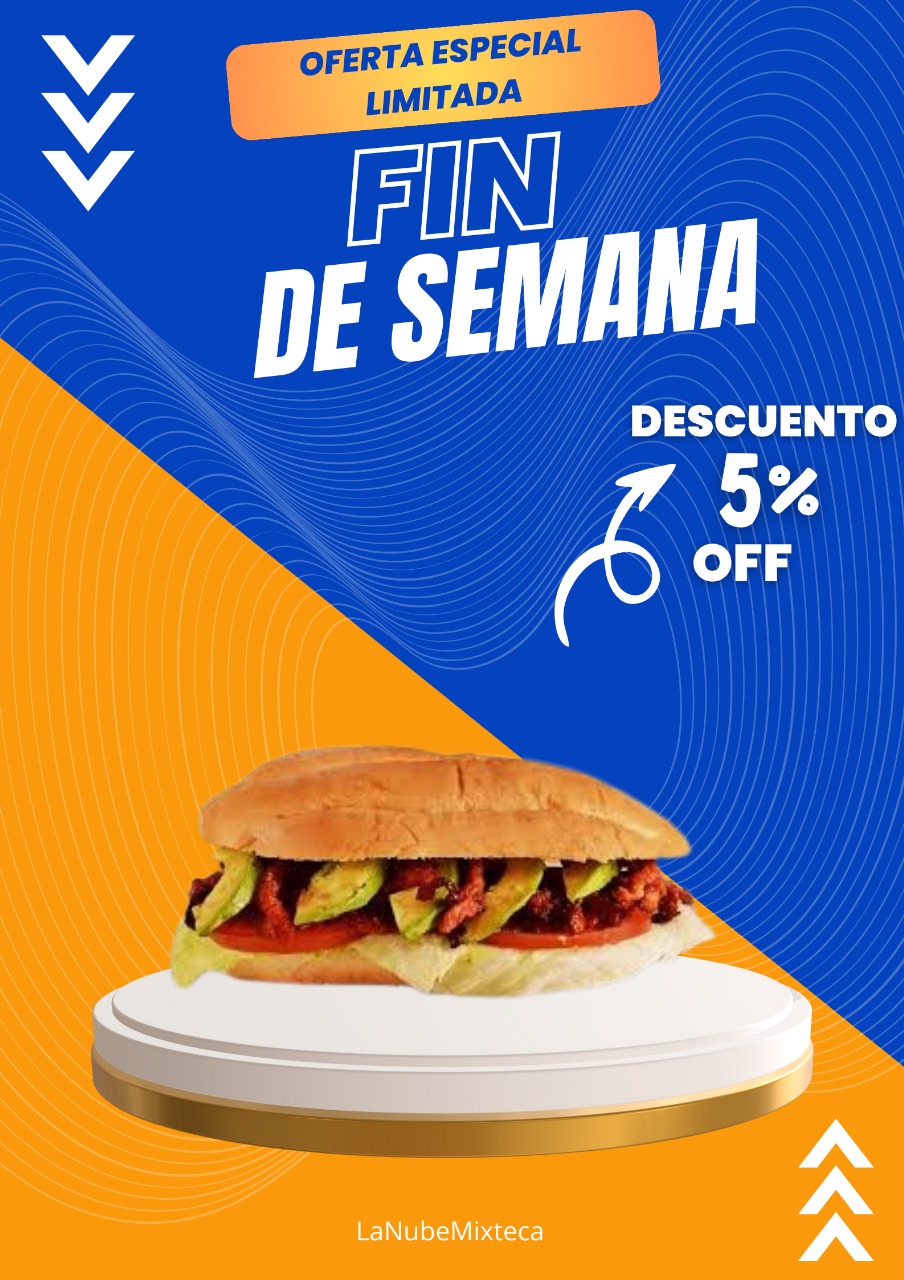 OFERTA ESPECIAL
LIMITADA
FIN
DE SEMANA
DESCUENTO
5%
OFF
LaNubeMixteca